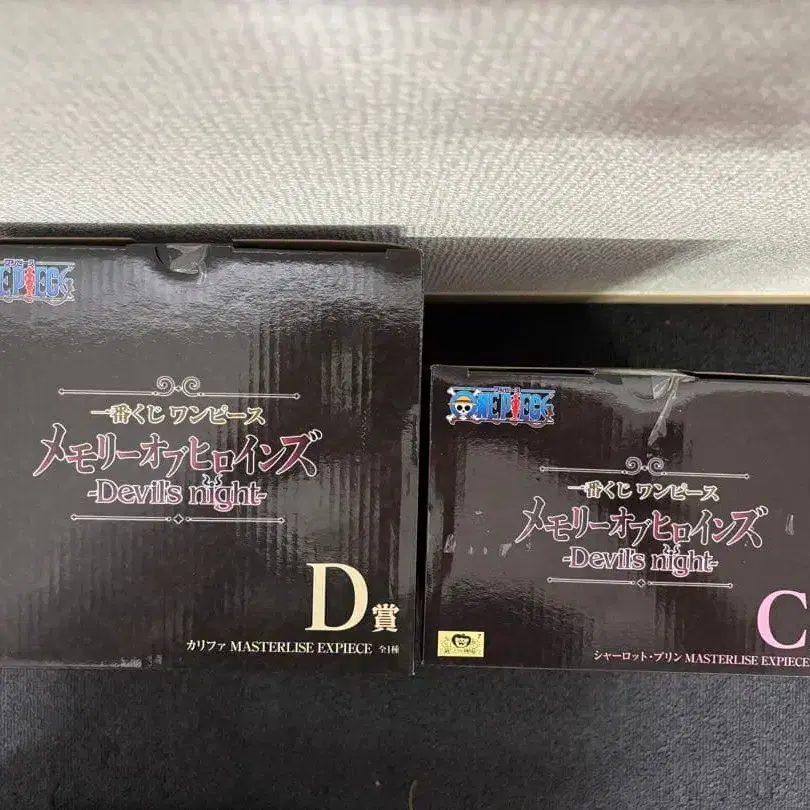 ワンピース
ONE PIECE
一番くじ ワンピース
メモリーオブヒロインズ
-Devil's night-
D賞
カリファ MASTERLISE EXPIECE 全1種
ワンピース
ONE PIECE
一番くじ ワンピース
メモリーオブヒロインズ
-Devil's night-
C
シャーロット・プリン MASTERLISE EXPIECE